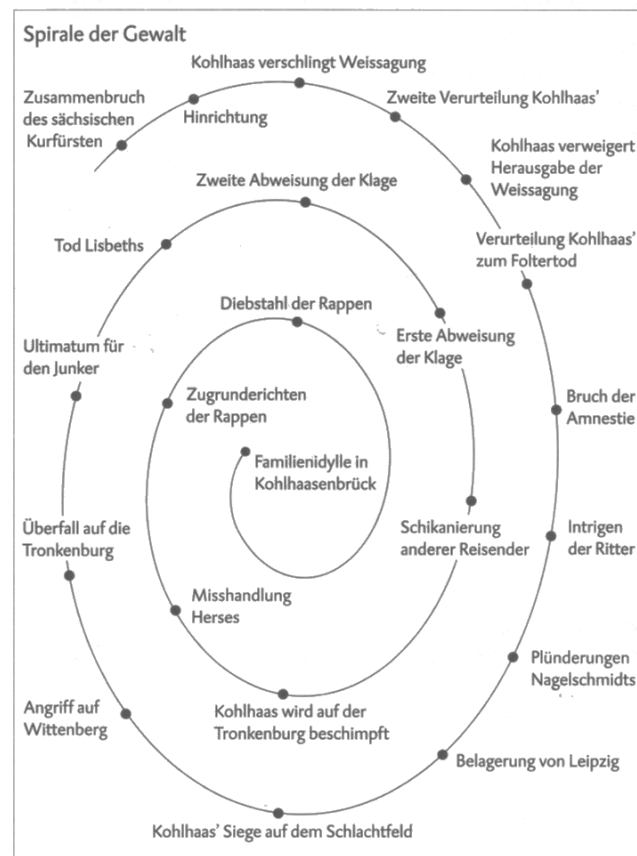 Spirale der Gewalt
Kohlhaas verschlingt Weissagung
Zusammenbruch
des sächsischen
Kurfürsten
Hinrichtung
Zweite Verurteilung Kohlhaas’
Kohlhaas verweigert
Herausgabe der
Weissagung
Zweite Abweisung der Klage
Tod Lisbeths
Verurteilung Kohlhaas’
zum Foltertod
Diebstahl der Rappen
Erste Abweisung
der Klage
Ultimatum für
den Junker
Zugrunderichten
der Rappen
Bruch der
Amnestie
Familienidylle in
Kohlhaasenbrück
Überfall auf die
Tronkenburg
Schikanierung
anderer Reisender
Intrigen
der Ritter
Misshandlung
Herses
Plünderungen
Nagelschmidts
Angriff auf
Wittenberg
Kohlhaas wird auf der
Tronkenburg beschimpft
Belagerung von Leipzig
Kohlhaas’ Siege auf dem Schlachtfeld